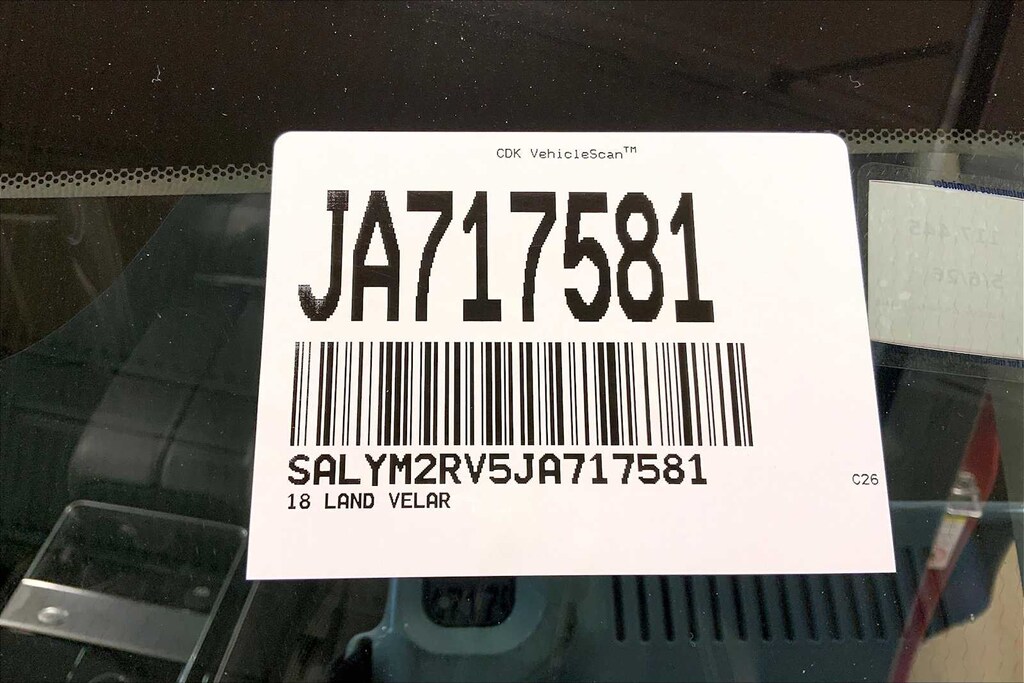 CDK VehicleScan™
JA717581
SALYM2RV5JA717581
18 LAND VELAR
C26